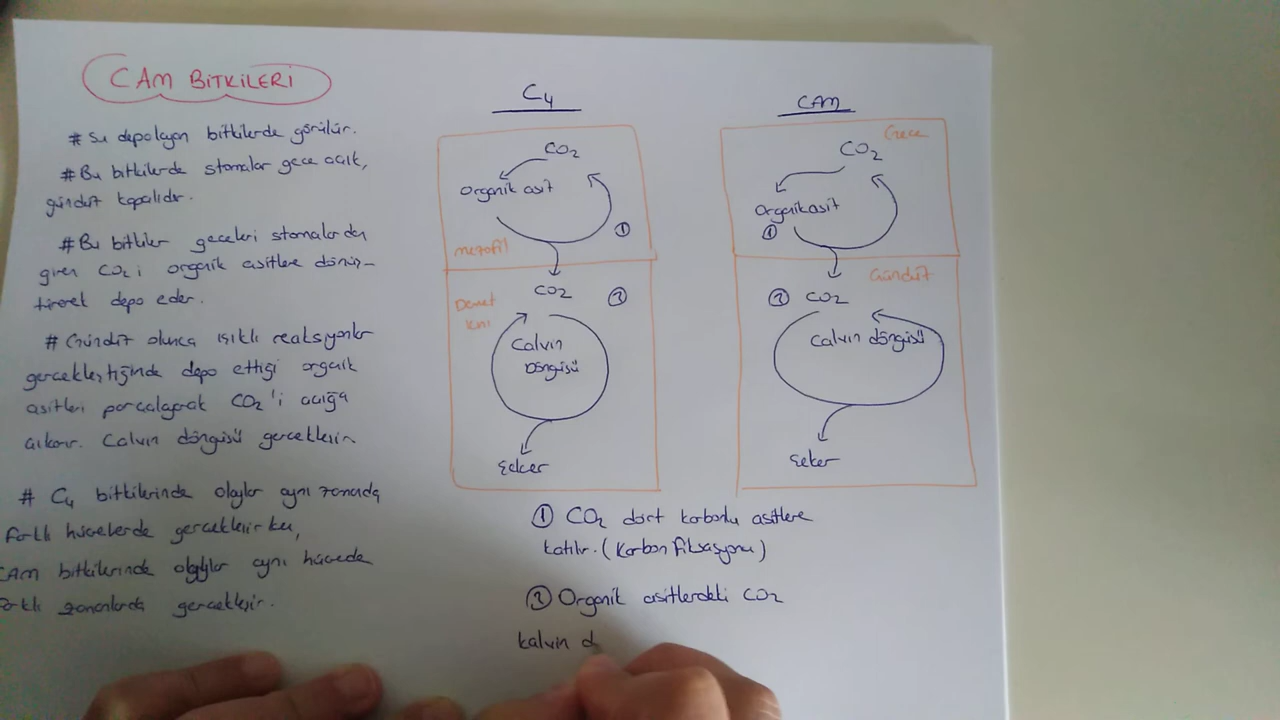 CAM BITKILERI
# Su depolayan bitkilerde görülür.
# Bu bitkilerde stomalar gece açık,
gündüz kapalıdır.
# Bu bitkiler geceleri stomalardan
giren CO₂ i organik asitlere dönüş-
türerek depo eder.
# Gündüz olunca ışıklı reaksiyonlar
gerçekleştiğinde depo ettiği organik
asitleri parçalayarak CO₂'i açığa
çıkarır. Calvin döngüsü gerçekleşir
# C₄ bitkilerinde olaylar aynı zamanda
farklı hücrelerde gerçekleşirken,
CAM bitkilerinde olaylar aynı hücrede
farklı zamanlarda gerçekleşir.
C₄
CO₂
Organik asit
①
mezofil
CO₂
②
Demet
kını
Calvin
Döngüsü
şeker
CAM
Gece
CO₂
Organik asit
①
Gündüz
② CO₂
Calvin döngüsü
şeker
① CO₂ dört karbonlu asitlere
katılır. (Karbon fiksasyonu)
② Organik asitlerdeki CO₂
kalvin d